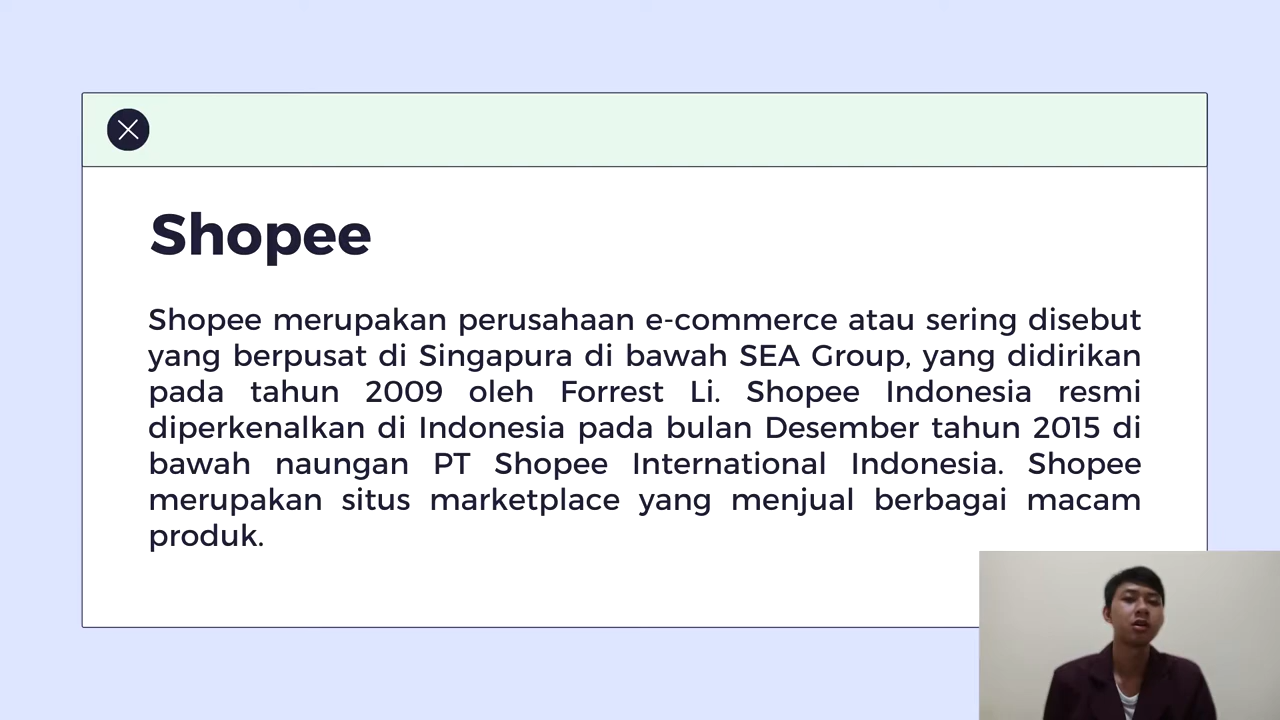 Shopee
Shopee merupakan perusahaan e-commerce atau sering disebut
yang berpusat di Singapura di bawah SEA Group, yang didirikan
pada tahun 2009 oleh Forrest Li. Shopee Indonesia resmi
diperkenalkan di Indonesia pada bulan Desember tahun 2015 di
bawah naungan PT Shopee International Indonesia. Shopee
merupakan situs marketplace yang menjual berbagai macam
produk.